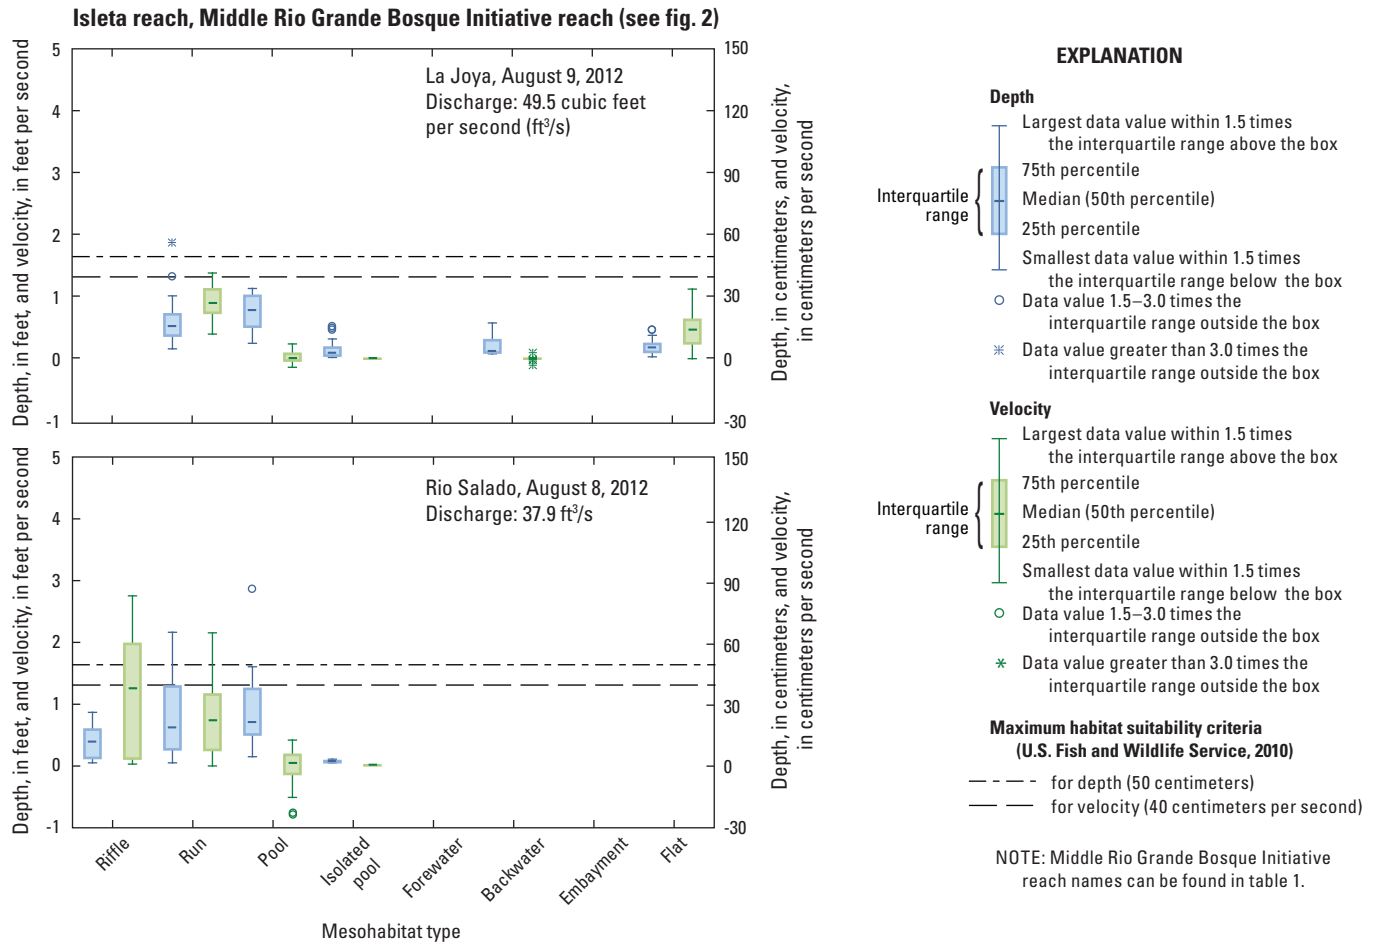 Isleta reach, Middle Rio Grande Bosque Initiative reach (see fig. 2)
Depth, in feet, and velocity, in feet per second
5
4
3
2
1
0
-1
La Joya, August 9, 2012
Discharge: 49.5 cubic feet
per second (ft³/s)
150
120
90
60
30
0
-30
Depth, in centimeters, and velocity,
in centimeters per second
Depth, in feet, and velocity, in feet per second
5
4
3
2
1
0
-1
Rio Salado, August 8, 2012
Discharge: 37.9 ft³/s
150
120
90
60
30
0
-30
Depth, in centimeters, and velocity,
in centimeters per second
Riffle
Run
Pool
Isolated
pool
Forewater
Backwater
Embayment
Flat
Mesohabitat type
EXPLANATION
Depth
Largest data value within 1.5 times
the interquartile range above the box
75th percentile
Interquartile
range
Median (50th percentile)
25th percentile
Smallest data value within 1.5 times
the interquartile range below the box
Data value 1.5–3.0 times the
interquartile range outside the box
Data value greater than 3.0 times the
interquartile range outside the box
Velocity
Largest data value within 1.5 times
the interquartile range above the box
75th percentile
Interquartile
range
Median (50th percentile)
25th percentile
Smallest data value within 1.5 times
the interquartile range below the box
Data value 1.5–3.0 times the
interquartile range outside the box
Data value greater than 3.0 times the
interquartile range outside the box
Maximum habitat suitability criteria
(U.S. Fish and Wildlife Service, 2010)
for depth (50 centimeters)
for velocity (40 centimeters per second)
NOTE: Middle Rio Grande Bosque Initiative
reach names can be found in table 1.